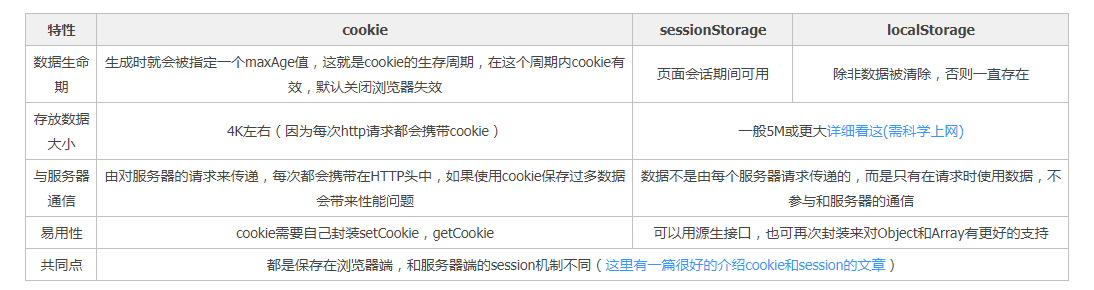 特性 cookie sessionStorage localStorage
数据生命期 生成时就会被指定一个maxAge值，这就是cookie的生存周期，在这个周期内cookie有效，默认关闭浏览器失效 页面会话期间可用 除非数据被清除，否则一直存在
存放数据大小 4K左右（因为每次http请求都会携带cookie） 一般5M或更大详细看这(需科学上网)
与服务器通信 由对服务器的请求来传递，每次都会携带在HTTP头中，如果使用cookie保存过多数据会带来性能问题 数据不是由每个服务器请求传递的，而是只有在请求时使用数据，不参与和服务器的通信
易用性 cookie需要自己封装setCookie，getCookie 可以用源生接口，也可再次封装来对Object和Array有更好的支持
共同点 都是保存在浏览器端，和服务器端的session机制不同（这里有一篇很好的介绍cookie和session的文章）